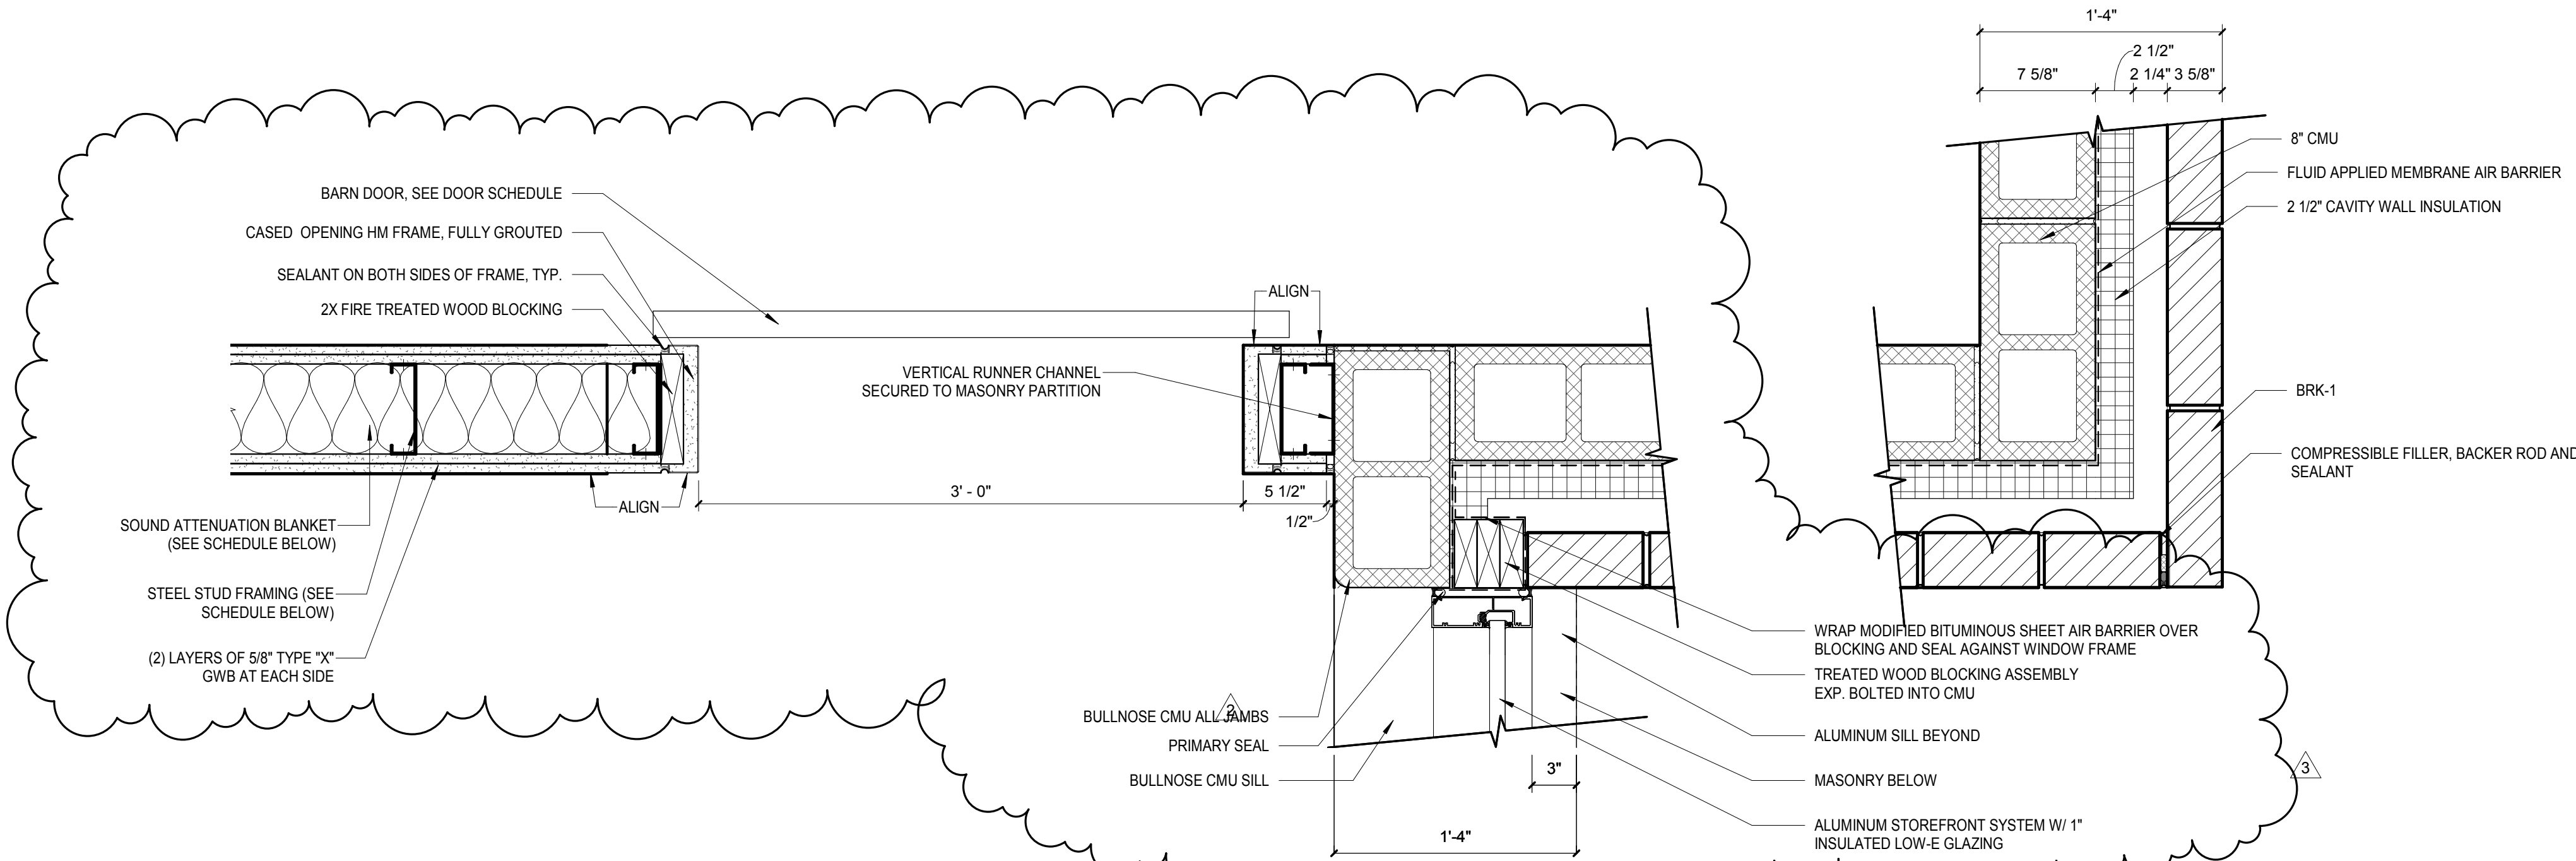 1'-4"
2 1/2"
7 5/8"
2 1/4"
3 5/8"
8" CMU
FLUID APPLIED MEMBRANE AIR BARRIER
2 1/2" CAVITY WALL INSULATION
BRK-1
COMPRESSIBLE FILLER, BACKER ROD AND
SEALANT
BARN DOOR, SEE DOOR SCHEDULE
CASED OPENING HM FRAME, FULLY GROUTED
SEALANT ON BOTH SIDES OF FRAME, TYP.
2X FIRE TREATED WOOD BLOCKING
ALIGN
VERTICAL RUNNER CHANNEL
SECURED TO MASONRY PARTITION
3' - 0"
5 1/2"
1/2"
ALIGN
SOUND ATTENUATION BLANKET
(SEE SCHEDULE BELOW)
STEEL STUD FRAMING (SEE
SCHEDULE BELOW)
(2) LAYERS OF 5/8" TYPE "X"
GWB AT EACH SIDE
2
BULLNOSE CMU ALL JAMBS
PRIMARY SEAL
BULLNOSE CMU SILL
3"
1'-4"
WRAP MODIFIED BITUMINOUS SHEET AIR BARRIER OVER
BLOCKING AND SEAL AGAINST WINDOW FRAME
TREATED WOOD BLOCKING ASSEMBLY
EXP. BOLTED INTO CMU
ALUMINUM SILL BEYOND
MASONRY BELOW
ALUMINUM STOREFRONT SYSTEM W/ 1"
INSULATED LOW-E GLAZING
3